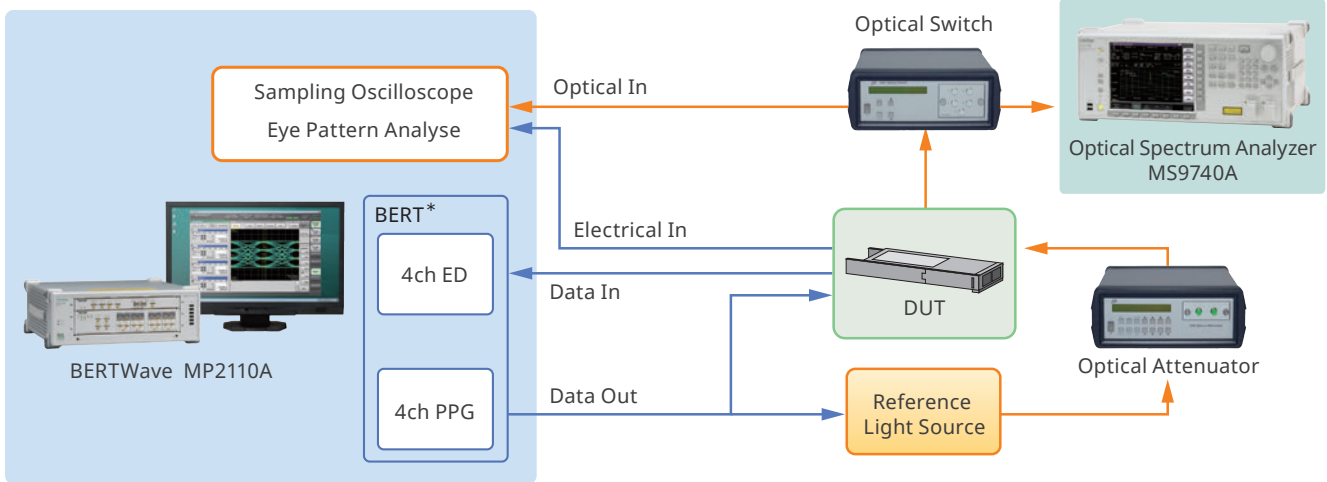 Optical Switch
Sampling Oscilloscope
Eye Pattern Analyse
Optical In
Optical Spectrum Analyzer
MS9740A
BERT*
4ch ED
Electrical In
Data In
DUT
BERTWave MP2110A
Optical Attenuator
4ch PPG
Data Out
Reference
Light Source